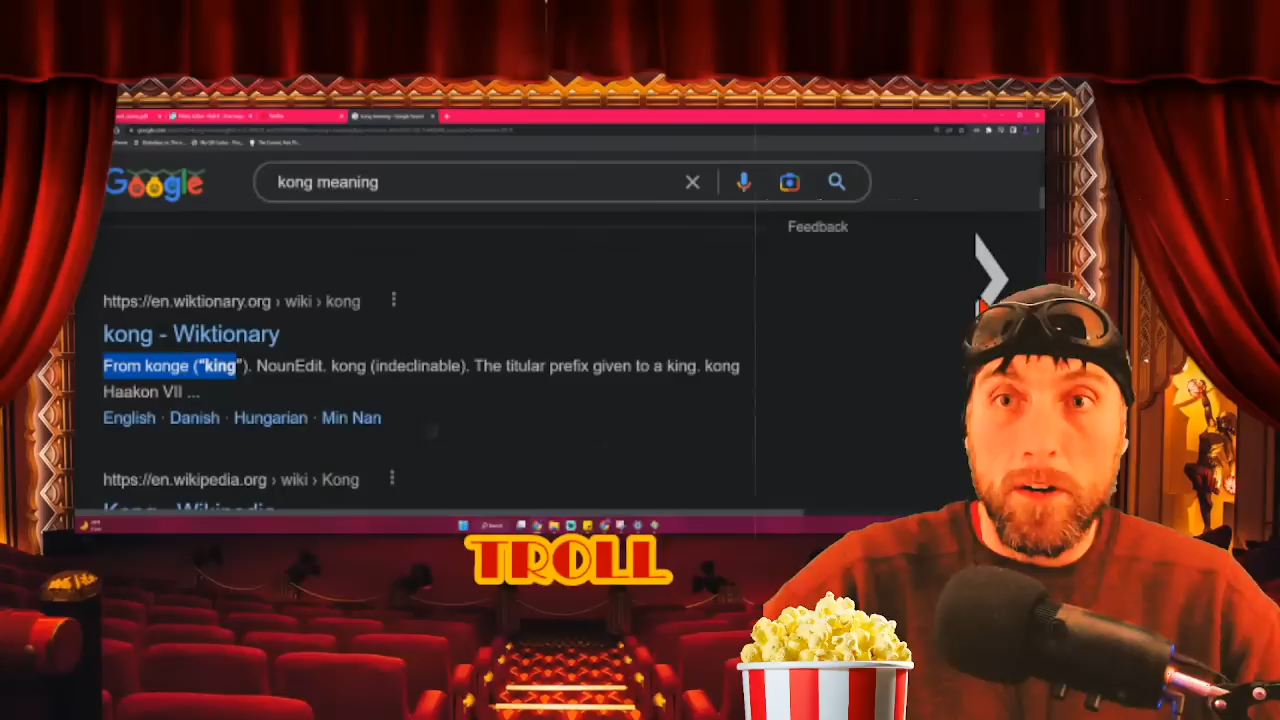 Google
kong meaning
Feedback
https://en.wiktionary.org › wiki › kong
kong - Wiktionary
From konge (“king”). NounEdit. kong (indeclinable). The titular prefix given to a king. kong
Haakon VII ...
English · Danish · Hungarian · Min Nan
https://en.wikipedia.org › wiki › Kong
Kong - Wikipedia
TROLL